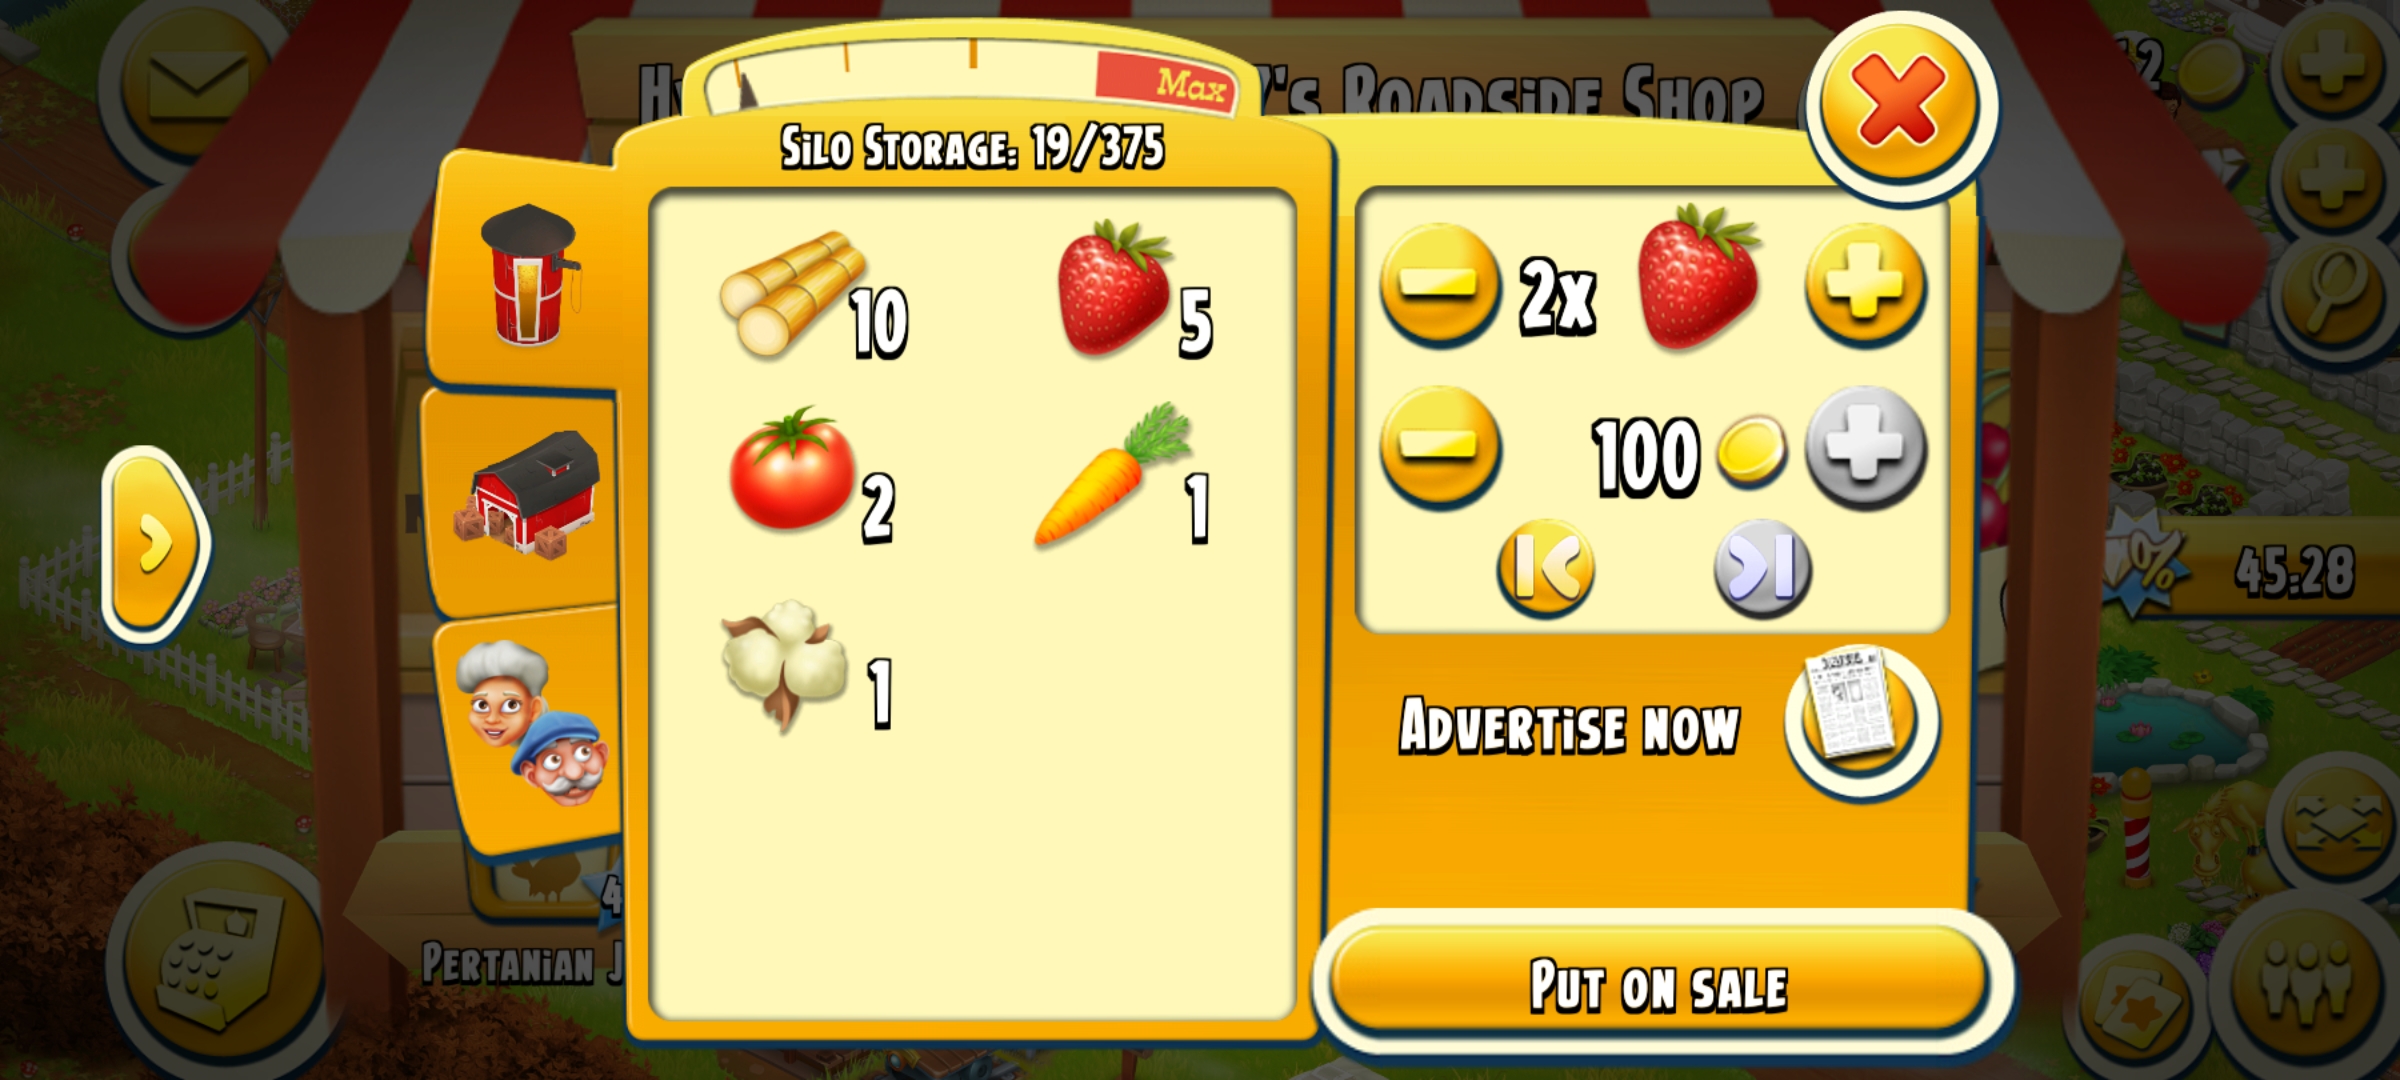 's Roadside Shop
Max
Silo Storage: 19/375
10
5
2x
2
1
100
1
45:28
Advertise now
Pertanian
Put on sale